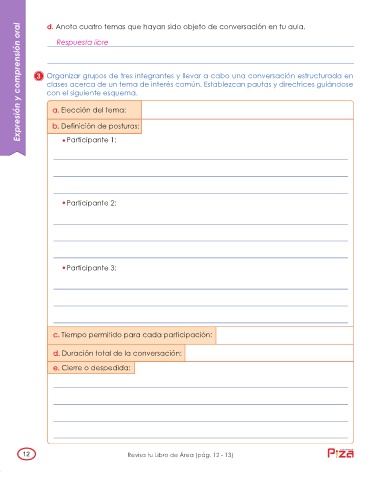 Expresión y comprensión oral
d. Anota cuatro temas que hayan sido objeto de conversación en tu aula.
Respuesta libre
3 Organizar grupos de tres integrantes y llevar a cabo una conversación estructurada en
clases acerca de un tema de interés común. Establezcan pautas y directrices guiándose
con el siguiente esquema.
a. Elección del tema:
b. Definición de posturas:
• Participante 1:
• Participante 2:
• Participante 3:
c. Tiempo permitido para cada participación:
d. Duración total de la conversación:
e. Cierre o despedida:
12
Revisa tu Libro de Área (pág. 12 - 13)